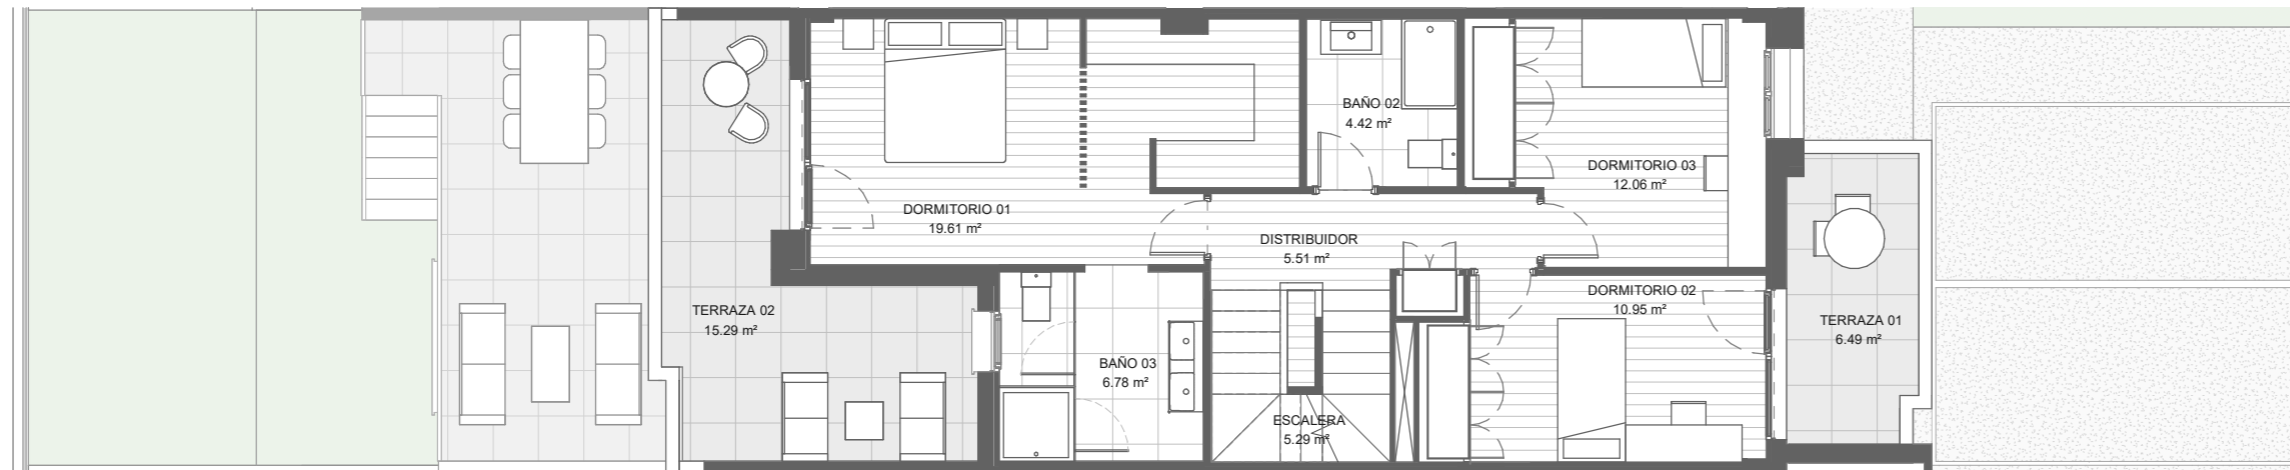 BAÑO 02
4.42 m²
DORMITORIO 03
12.06 m²
DORMITORIO 01
19.61 m²
DISTRIBUIDOR
5.51 m²
DORMITORIO 02
10.95 m²
TERRAZA 02
15.29 m²
TERRAZA 01
6.49 m²
BAÑO 03
6.78 m²
ESCALERA
5.29 m²